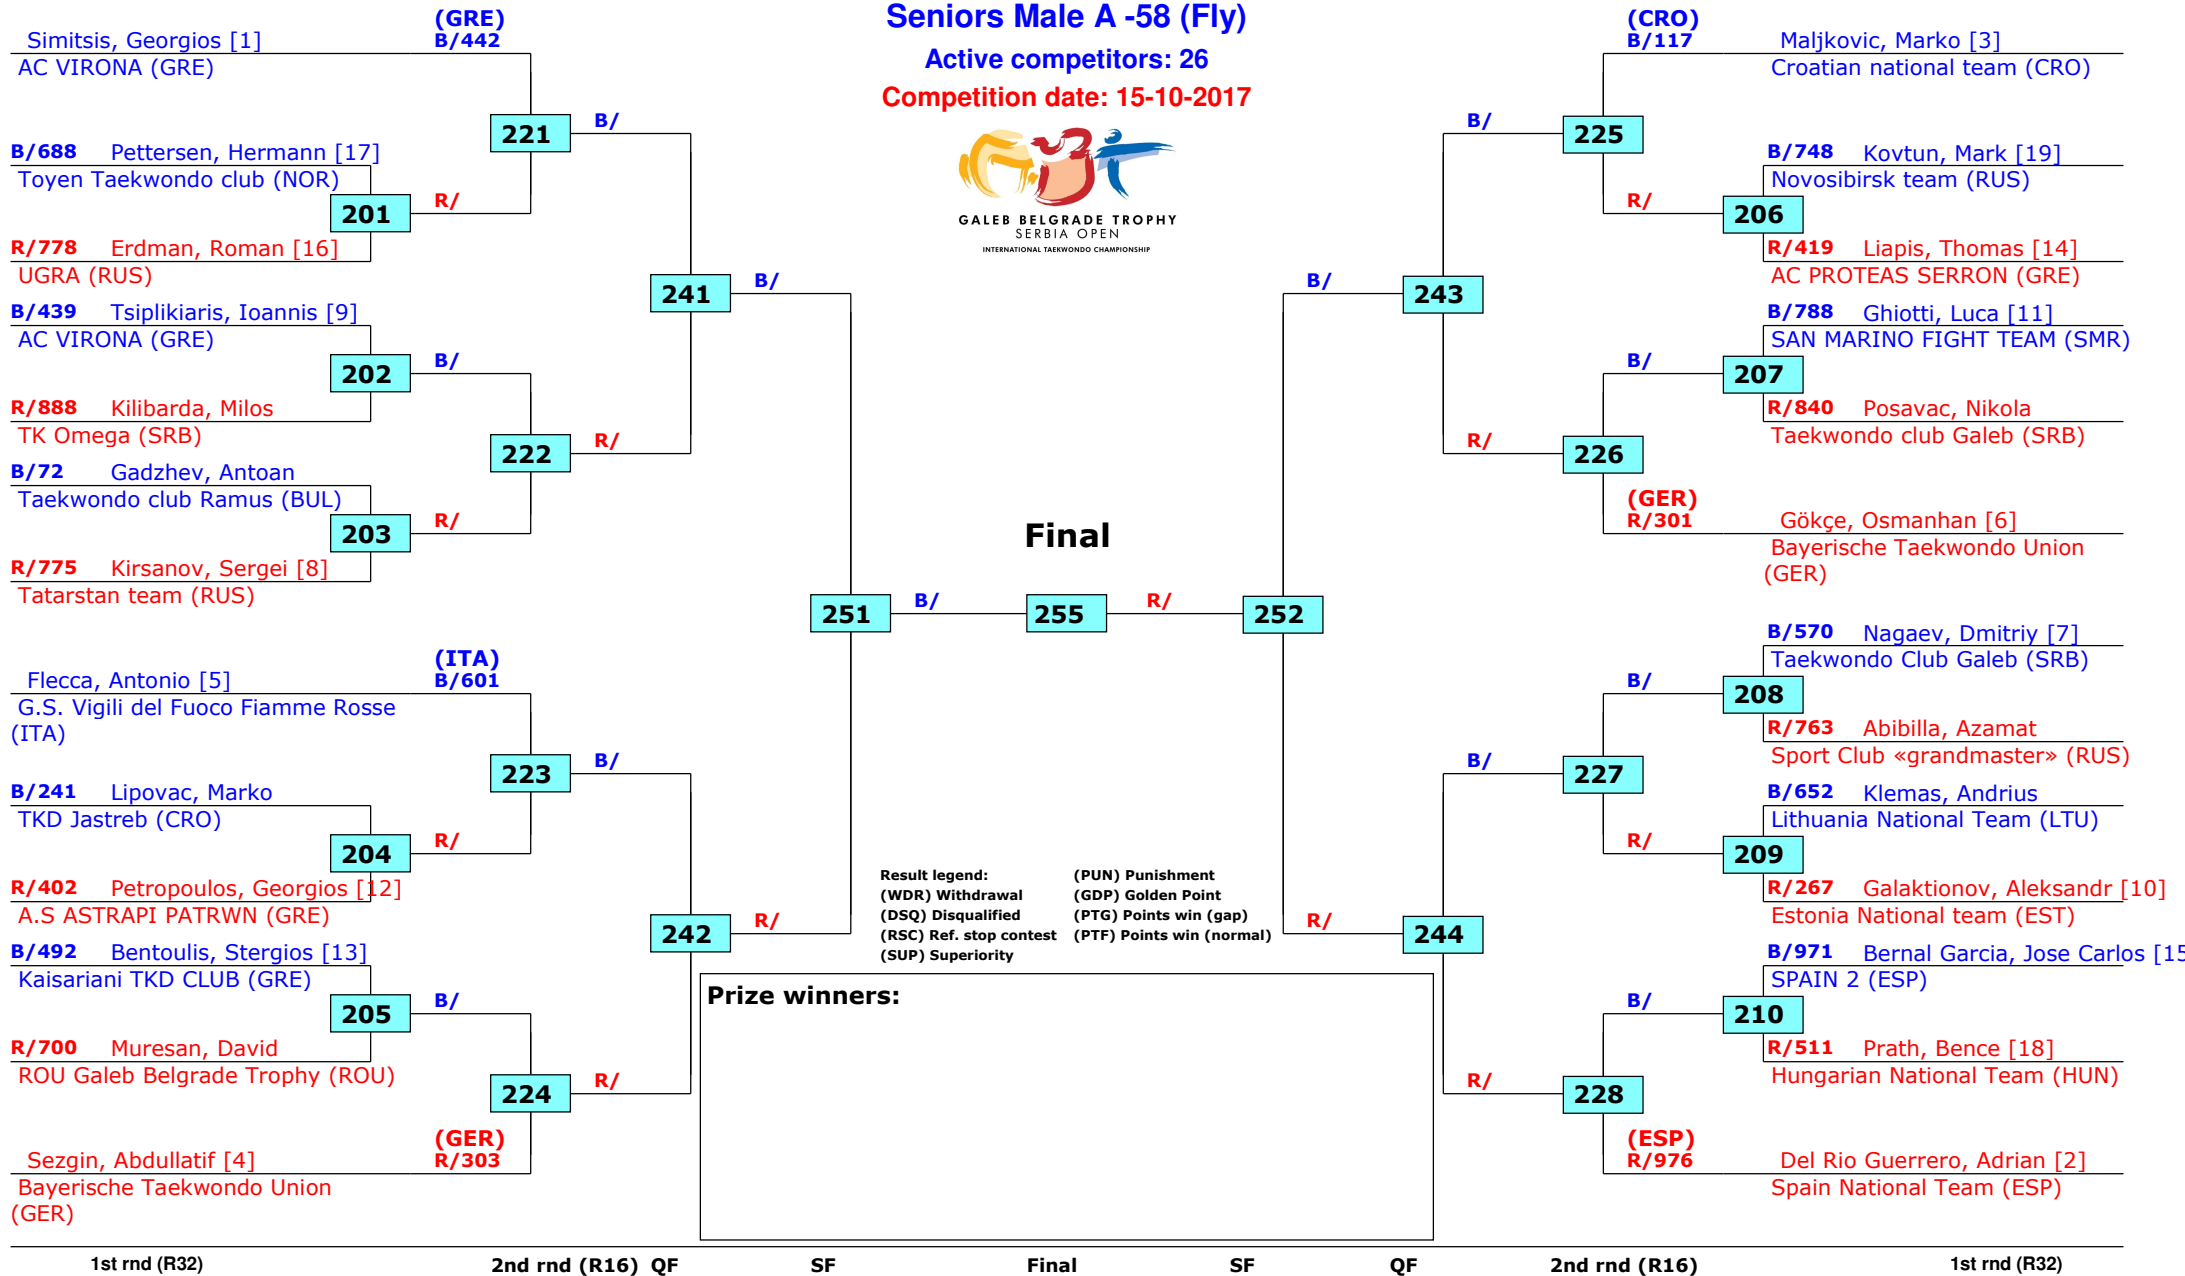 Seniors Male A -58 (Fly)
Active competitors: 26
Competition date: 15-10-2017
GALEB BELGRADE TROPHY
SERBIA OPEN
INTERNATIONAL TAEKWONDO CHAMPIONSHIP
(GRE)
Simitsis, Georgios [1] B/442
AC VIRONA (GRE)
221 B/
B/688 Pettersen, Hermann [17]
Toyen Taekwondo club (NOR)
201 R/
R/778 Erdman, Roman [16]
UGRA (RUS)
241 B/
B/439 Tsiplikiaris, Ioannis [9]
AC VIRONA (GRE)
202 B/
R/888 Kilibarda, Milos
TK Omega (SRB)
222 R/
B/72 Gadzhev, Antoan
Taekwondo club Ramus (BUL)
203 R/
R/775 Kirsanov, Sergei [8]
Tatarstan team (RUS)
251 B/
(ITA)
Flecca, Antonio [5] B/601
G.S. Vigili del Fuoco Fiamme Rosse
(ITA)
223 B/
B/241 Lipovac, Marko
TKD Jastreb (CRO)
204 R/
R/402 Petropoulos, Georgios [12]
A.S ASTRAPI PATRWN (GRE)
242 R/
B/492 Bentoulis, Stergios [13]
Kaisariani TKD CLUB (GRE)
205 B/
R/700 Muresan, David
ROU Galeb Belgrade Trophy (ROU)
224 R/
(GER)
Sezgin, Abdullatif [4] R/303
Bayerische Taekwondo Union
(GER)
Final
255 R/ 252
(CRO)
B/117 Maljkovic, Marko [3]
Croatian national team (CRO)
B/ 225
B/748 Kovtun, Mark [19]
Novosibirsk team (RUS)
R/ 206
R/419 Liapis, Thomas [14]
AC PROTEAS SERRON (GRE)
B/ 243
B/788 Ghiotti, Luca [11]
SAN MARINO FIGHT TEAM (SMR)
B/ 207
R/840 Posavac, Nikola
Taekwondo club Galeb (SRB)
R/ 226
(GER)
R/301 Gökçe, Osmanhan [6]
Bayerische Taekwondo Union
(GER)
B/570 Nagaev, Dmitriy [7]
Taekwondo Club Galeb (SRB)
B/ 208
R/763 Abibilla, Azamat
Sport Club «grandmaster» (RUS)
B/ 227
B/652 Klemas, Andrius
Lithuania National Team (LTU)
R/ 209
R/267 Galaktionov, Aleksandr [10]
Estonia National team (EST)
R/ 244
B/971 Bernal Garcia, Jose Carlos [15
SPAIN 2 (ESP)
B/ 210
R/511 Prath, Bence [18]
Hungarian National Team (HUN)
R/ 228
(ESP)
R/976 Del Rio Guerrero, Adrian [2]
Spain National Team (ESP)
Result legend: (PUN) Punishment
(WDR) Withdrawal (GDP) Golden Point
(DSQ) Disqualified (PTG) Points win (gap)
(RSC) Ref. stop contest (PTF) Points win (normal)
(SUP) Superiority
Prize winners:
1st rnd (R32) 2nd rnd (R16) QF SF Final SF QF 2nd rnd (R16) 1st rnd (R32)